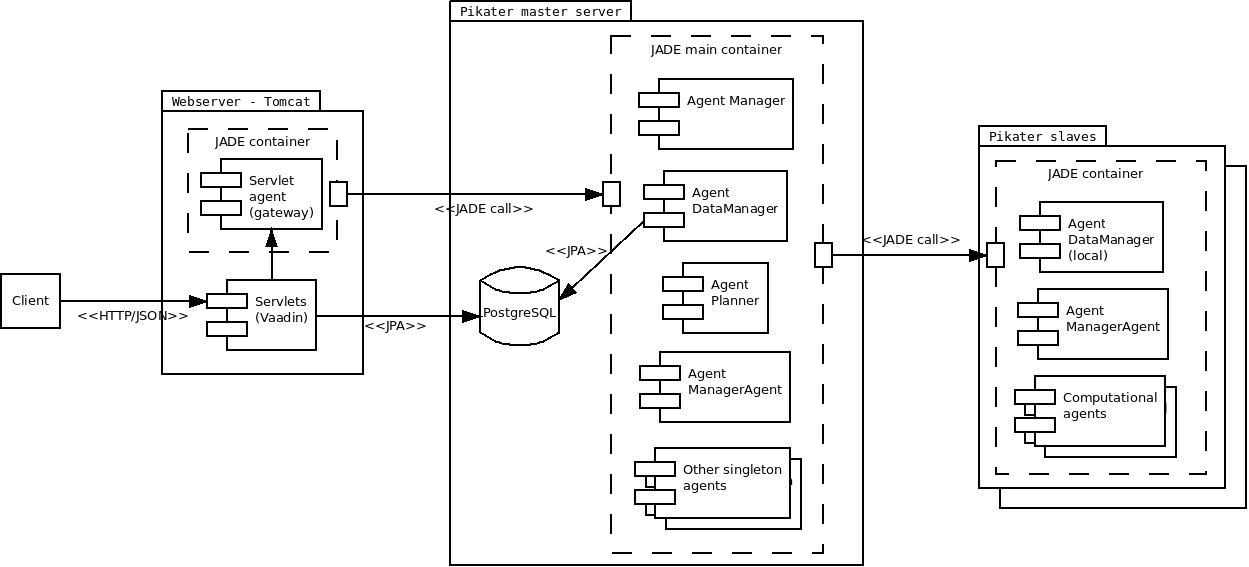 Pikater master server
JADE main container
Agent Manager
Webserver - Tomcat
JADE container
Servlet
agent
(gateway)
<<JADE call>>
Agent
DataManager
<<JPA>>
Pikater slaves
JADE container
Agent
DataManager
(local)
<<JADE call>>
Client
<<HTTP/JSON>>
Servlets
(Vaadin)
<<JPA>>
PostgreSQL
Agent
Planner
Agent
ManagerAgent
Agent
ManagerAgent
Computational
agents
Other singleton
agents